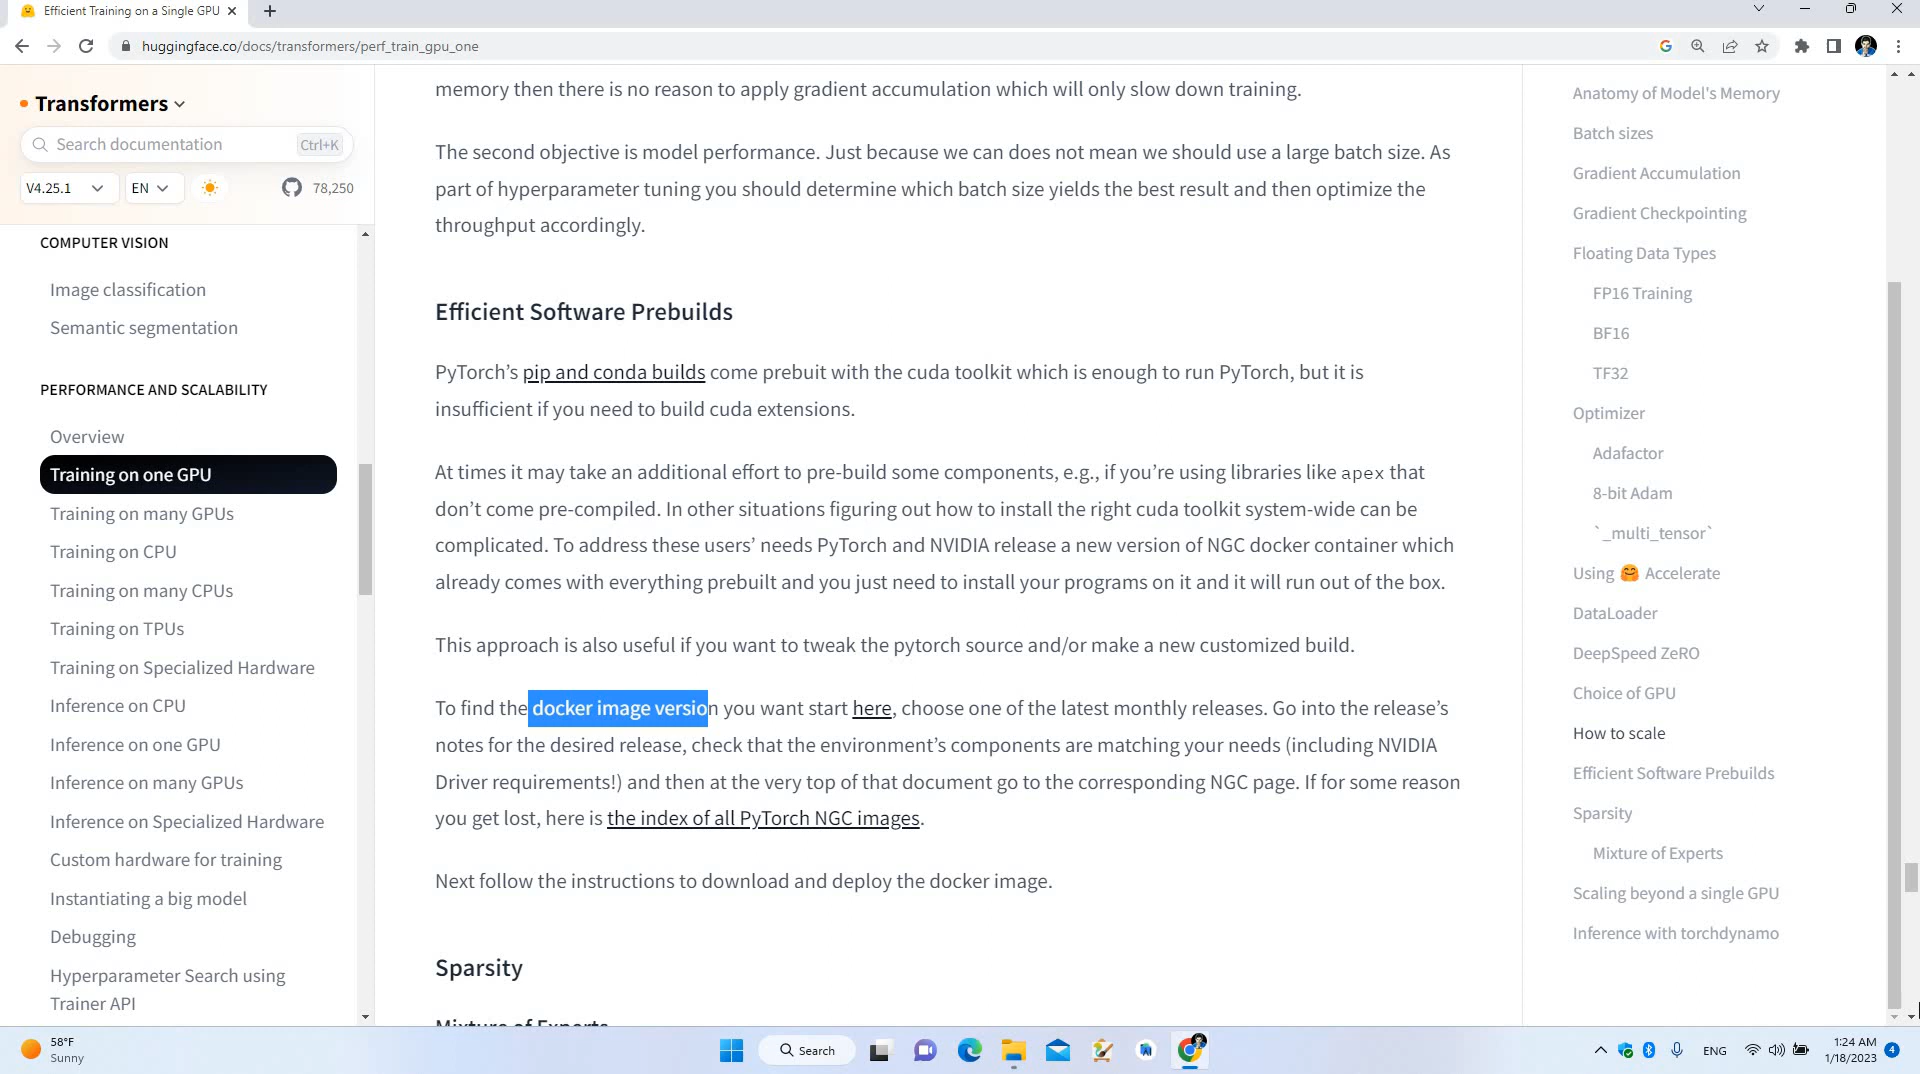 Efficient Training on a Single GPU
huggingface.co/docs/transformers/perf_train_gpu_one
Transformers
Search documentation Ctrl+K
V4.25.1 EN 78,250
COMPUTER VISION
Image classification
Semantic segmentation
PERFORMANCE AND SCALABILITY
Overview
Training on one GPU
Training on many GPUs
Training on CPU
Training on many CPUs
Training on TPUs
Training on Specialized Hardware
Inference on CPU
Inference on one GPU
Inference on many GPUs
Inference on Specialized Hardware
Custom hardware for training
Instantiating a big model
Debugging
Hyperparameter Search using
Trainer API
memory then there is no reason to apply gradient accumulation which will only slow down training.
The second objective is model performance. Just because we can does not mean we should use a large batch size. As
part of hyperparameter tuning you should determine which batch size yields the best result and then optimize the
throughput accordingly.
Efficient Software Prebuilds
PyTorch’s pip and conda builds come prebuit with the cuda toolkit which is enough to run PyTorch, but it is
insufficient if you need to build cuda extensions.
At times it may take an additional effort to pre-build some components, e.g., if you’re using libraries like apex that
don’t come pre-compiled. In other situations figuring out how to install the right cuda toolkit system-wide can be
complicated. To address these users’ needs PyTorch and NVIDIA release a new version of NGC docker container which
already comes with everything prebuilt and you just need to install your programs on it and it will run out of the box.
This approach is also useful if you want to tweak the pytorch source and/or make a new customized build.
To find the docker image version you want start here, choose one of the latest monthly releases. Go into the release’s
notes for the desired release, check that the environment’s components are matching your needs (including NVIDIA
Driver requirements!) and then at the very top of that document go to the corresponding NGC page. If for some reason
you get lost, here is the index of all PyTorch NGC images.
Next follow the instructions to download and deploy the docker image.
Sparsity
Mixture of Experts
Anatomy of Model's Memory
Batch sizes
Gradient Accumulation
Gradient Checkpointing
Floating Data Types
FP16 Training
BF16
TF32
Optimizer
Adafactor
8-bit Adam
`_multi_tensor`
Using 🤗 Accelerate
DataLoader
DeepSpeed ZeRO
Choice of GPU
How to scale
Efficient Software Prebuilds
Sparsity
Mixture of Experts
Scaling beyond a single GPU
Inference with torchdynamo
58°F
Sunny
Search
ENG
1:24 AM
1/18/2023
4